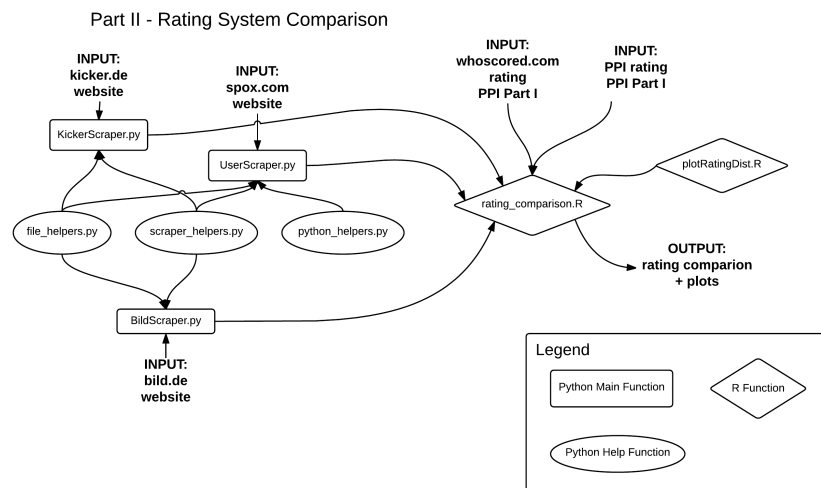 Part II - Rating System Comparison
INPUT:
kicker.de
website
INPUT:
spox.com
website
INPUT:
whoscored.com
rating
PPI Part I
INPUT:
PPI rating
PPI Part I
KickerScraper.py
UserScraper.py
plotRatingDist.R
file_helpers.py
scraper_helpers.py
python_helpers.py
rating_comparison.R
OUTPUT:
rating comparion
+ plots
BildScraper.py
INPUT:
bild.de
website
Legend
Python Main Function
R Function
Python Help Function